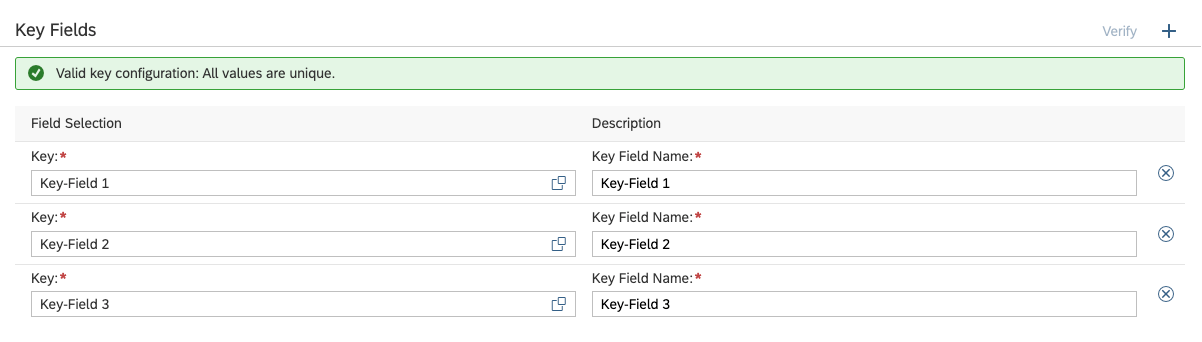 Key Fields
Verify
Valid key configuration: All values are unique.
Field Selection Description
Key:* Key Field Name:*
Key-Field 1 Key-Field 1
Key:* Key Field Name:*
Key-Field 2 Key-Field 2
Key:* Key Field Name:*
Key-Field 3 Key-Field 3